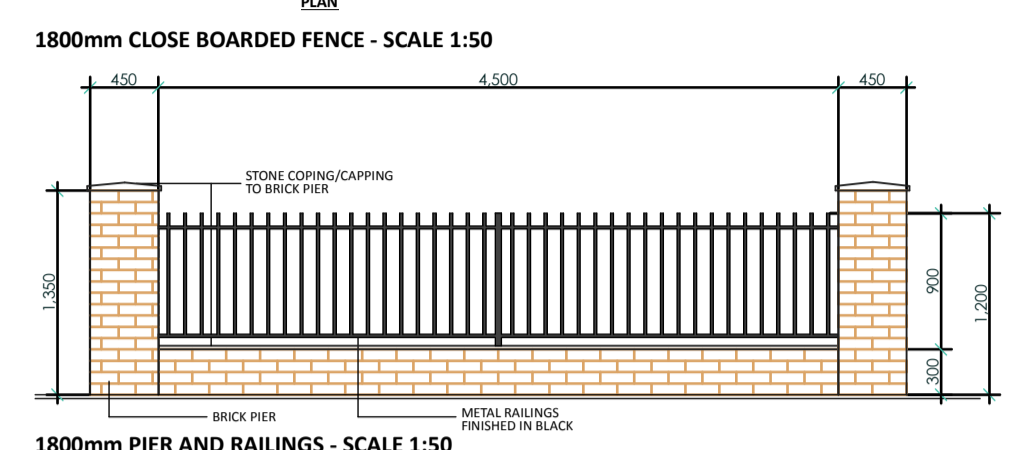 PLAN
1800mm CLOSE BOARDED FENCE - SCALE 1:50
450
4,500
450
STONE COPING/CAPPING
TO BRICK PIER
1,350
900
1,200
300
BRICK PIER
METAL RAILINGS
FINISHED IN BLACK
1800mm PIER AND RAILINGS - SCALE 1:50